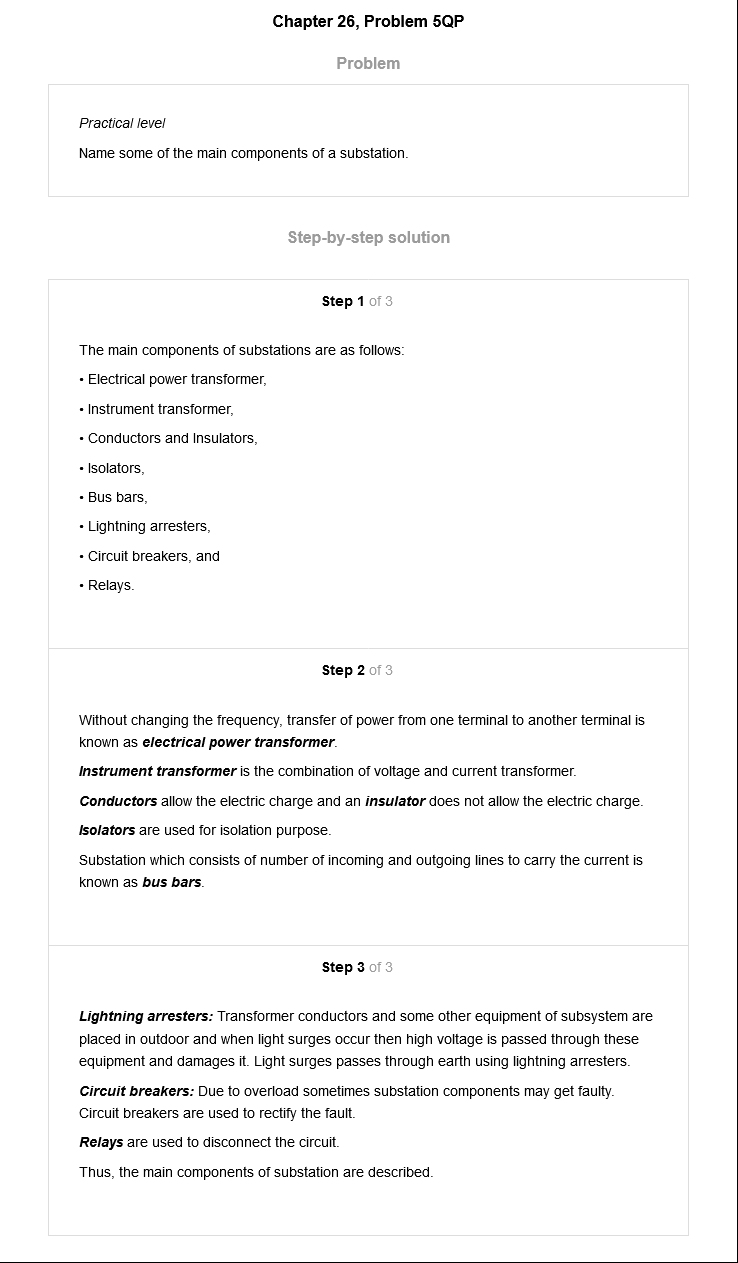 Chapter 26, Problem 5QP
Problem
Practical level
Name some of the main components of a substation.
Step-by-step solution
Step 1 of 3
The main components of substations are as follows:
• Electrical power transformer,
• Instrument transformer,
• Conductors and Insulators,
• Isolators,
• Bus bars,
• Lightning arresters,
• Circuit breakers, and
• Relays.
Step 2 of 3
Without changing the frequency, transfer of power from one terminal to another terminal is
known as electrical power transformer.
Instrument transformer is the combination of voltage and current transformer.
Conductors allow the electric charge and an insulator does not allow the electric charge.
Isolators are used for isolation purpose.
Substation which consists of number of incoming and outgoing lines to carry the current is
known as bus bars.
Step 3 of 3
Lightning arresters: Transformer conductors and some other equipment of subsystem are
placed in outdoor and when light surges occur then high voltage is passed through these
equipment and damages it. Light surges passes through earth using lightning arresters.
Circuit breakers: Due to overload sometimes substation components may get faulty.
Circuit breakers are used to rectify the fault.
Relays are used to disconnect the circuit.
Thus, the main components of substation are described.